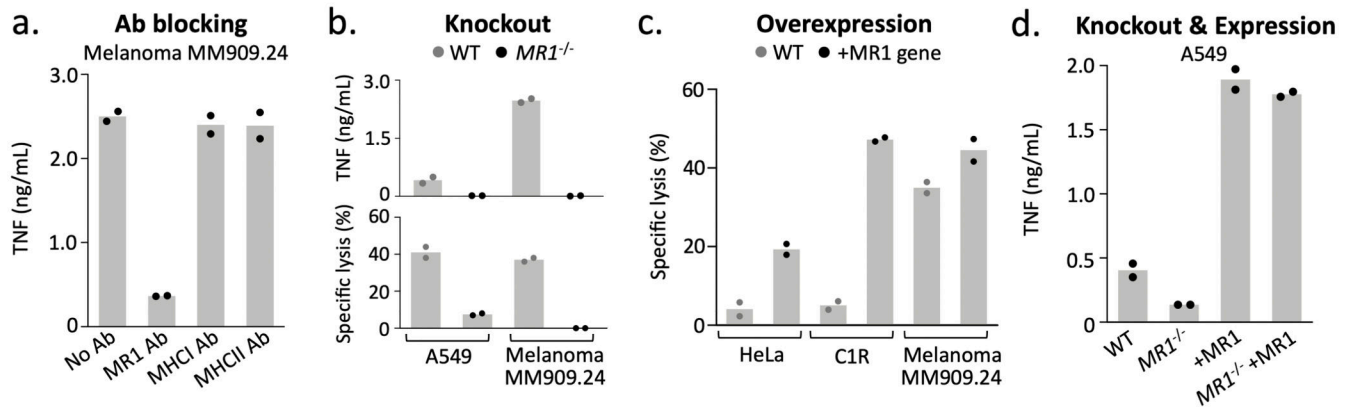 a.
Ab blocking
Melanoma MM909.24
TNF (ng/mL)
3.0
2.0
1.0
0
No Ab
MR1 Ab
MHCI Ab
MHCII Ab
b.
Knockout
WT MR1-/-
TNF (ng/mL)
3.0
1.5
0
Specific lysis (%)
60
40
20
0
A549
Melanoma
MM909.24
c.
Overexpression
WT +MR1 gene
Specific lysis (%)
60
40
20
0
HeLa
C1R
Melanoma
MM909.24
d.
Knockout & Expression
A549
TNF (ng/mL)
2.0
1.5
1.0
0.5
0
WT
MR1-/-
+MR1
MR1-/- +MR1